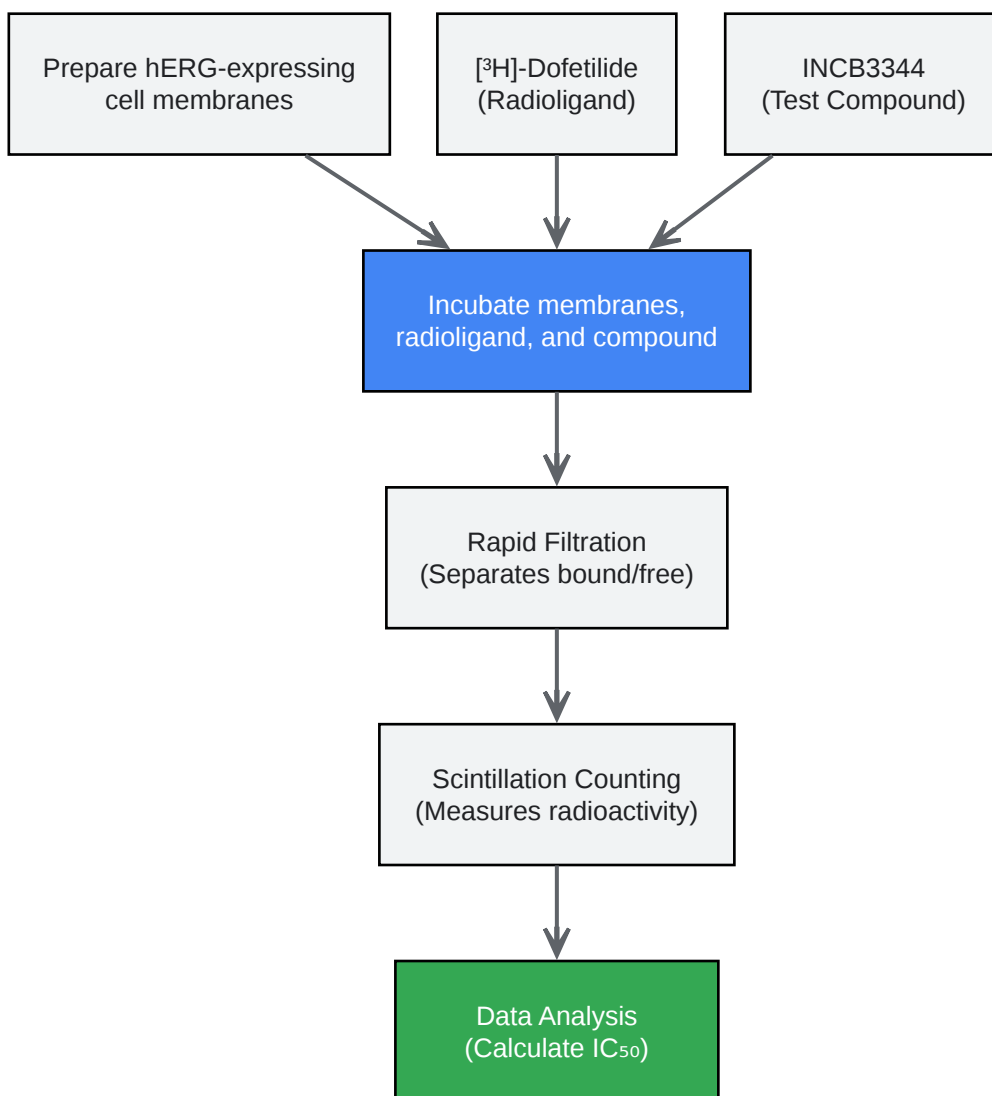 Prepare hERG-expressing
cell membranes
[³H]-Dofetilide
(Radioligand)
INCB3344
(Test Compound)
Incubate membranes,
radioligand, and compound
Rapid Filtration
(Separates bound/free)
Scintillation Counting
(Measures radioactivity)
Data Analysis
(Calculate IC₅₀)